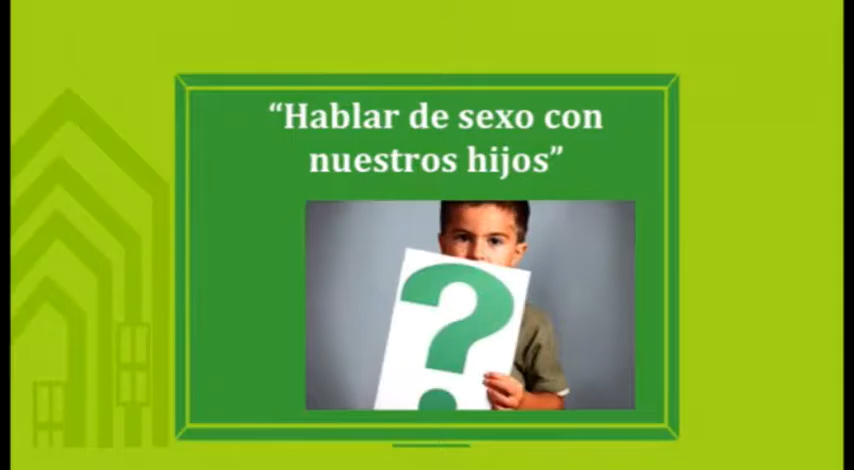 “Hablar de sexo con
nuestros hijos”
?